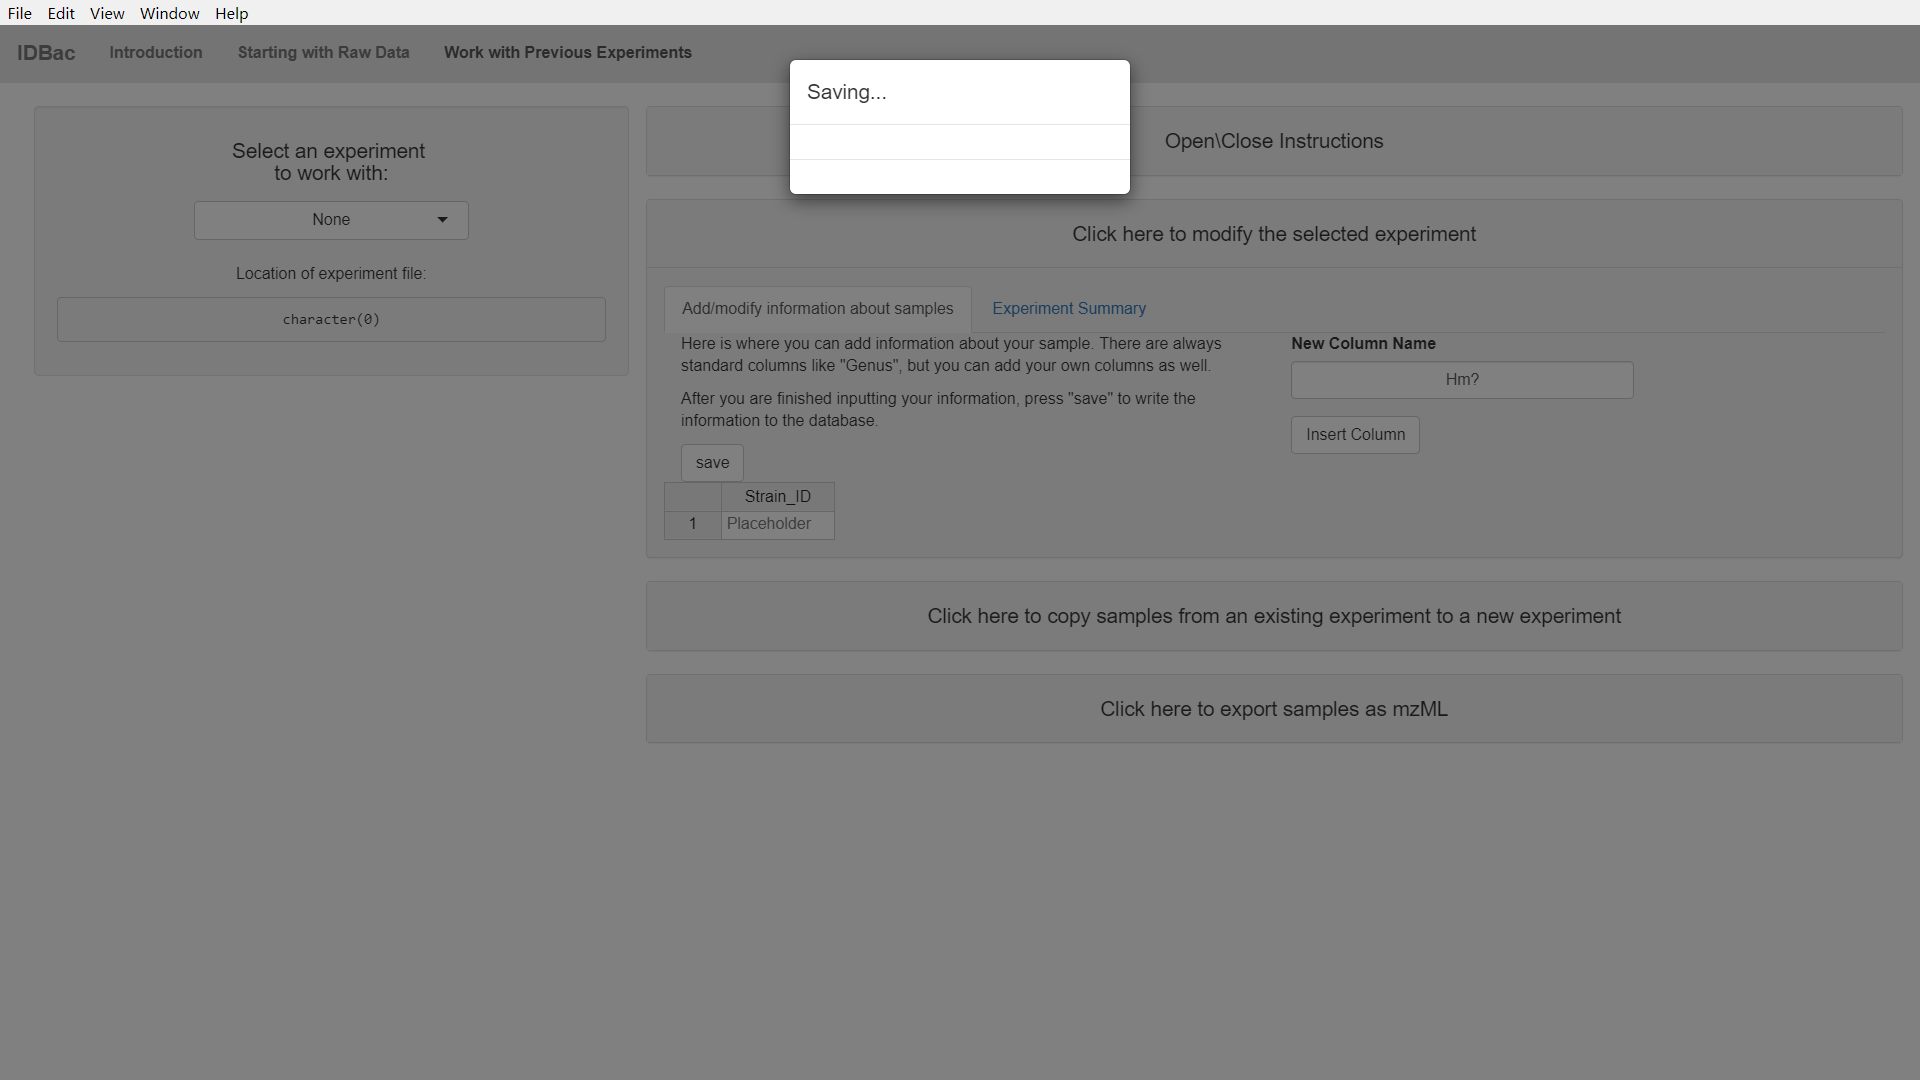 File Edit View Window Help
IDBac Introduction Starting with Raw Data Work with Previous Experiments
Saving...
Select an experiment
to work with:
None
Location of experiment file:
character(0)
Open\Close Instructions
Click here to modify the selected experiment
Add/modify information about samples Experiment Summary
Here is where you can add information about your sample. There are always
standard columns like "Genus", but you can add your own columns as well.
After you are finished inputting your information, press "save" to write the
information to the database.
save
New Column Name
Hm?
Insert Column
Strain_ID
1 Placeholder
Click here to copy samples from an existing experiment to a new experiment
Click here to export samples as mzML